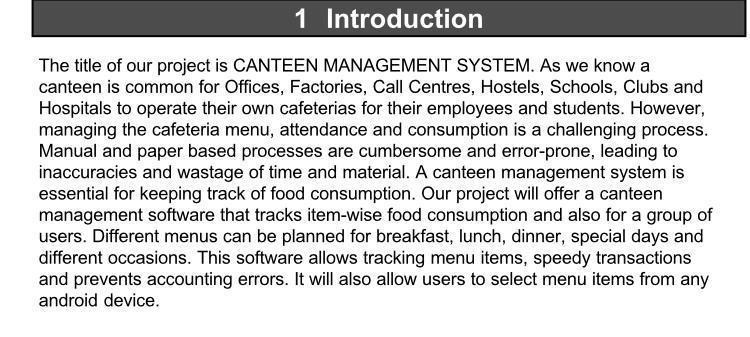 1 Introduction
The title of our project is CANTEEN MANAGEMENT SYSTEM. As we know a
canteen is common for Offices, Factories, Call Centres, Hostels, Schools, Clubs and
Hospitals to operate their own cafeterias for their employees and students. However,
managing the cafeteria menu, attendance and consumption is a challenging process.
Manual and paper based processes are cumbersome and error-prone, leading to
inaccuracies and wastage of time and material. A canteen management system is
essential for keeping track of food consumption. Our project will offer a canteen
management software that tracks item-wise food consumption and also for a group of
users. Different menus can be planned for breakfast, lunch, dinner, special days and
different occasions. This software allows tracking menu items, speedy transactions
and prevents accounting errors. It will also allow users to select menu items from any
android device.